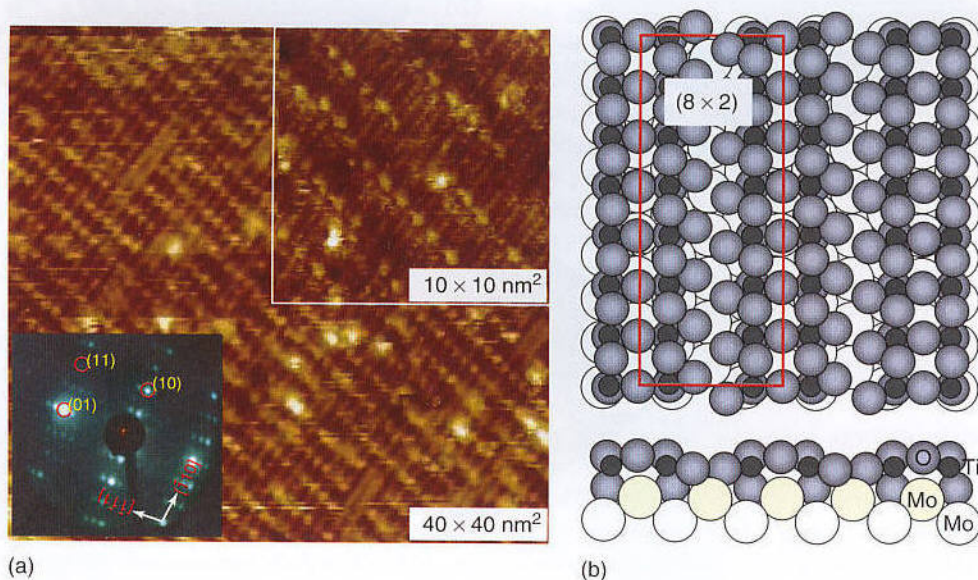 10 × 10 nm²
(11)
(10)
(01)
40 × 40 nm²
(a)
(8 × 2)
O
Ti
Mo
Mo
(b)